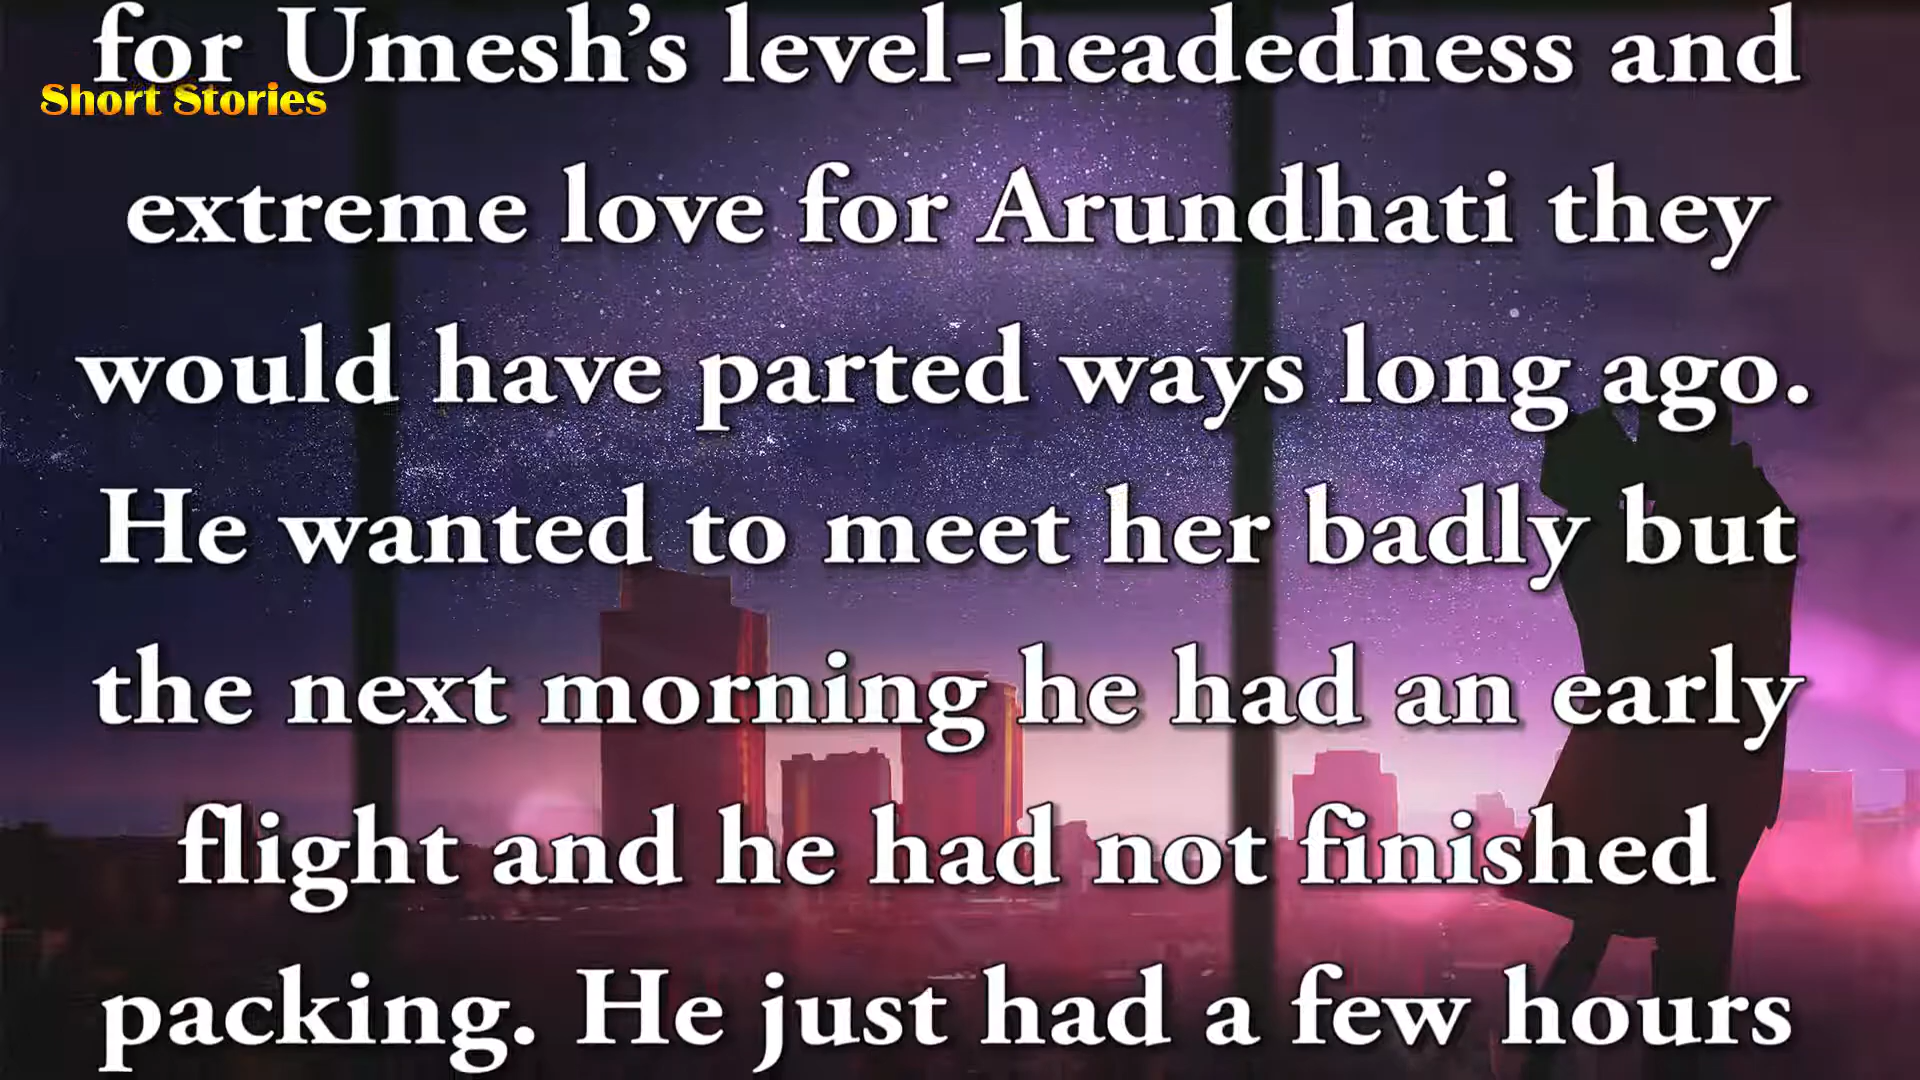 for Umesh’s level-headedness and
Short Stories
extreme love for Arundhati they
would have parted ways long ago.
He wanted to meet her badly but
the next morning he had an early
flight and he had not finished
packing. He just had a few hours